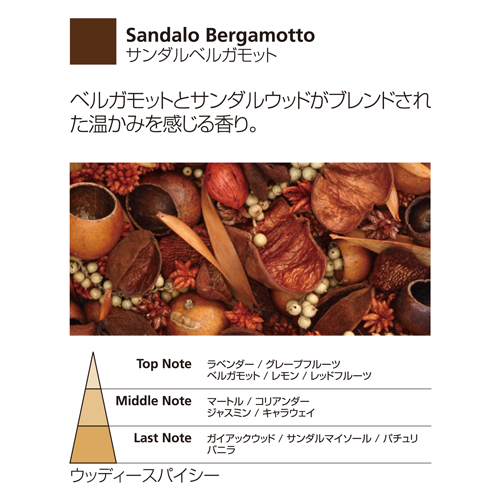 Sandalo Bergamotto
サンダルベルガモット
ベルガモットとサンダルウッドがブレンドされ
た温かみを感じる香り。
Top Note
ラベンダー / グレープフルーツ
ベルガモット / レモン / レッドフルーツ
Middle Note
マートル / コリアンダー
ジャスミン / キャラウェイ
Last Note
ガイアックウッド / サンダルマイソール / パチュリ
バニラ
ウッディースパイシー